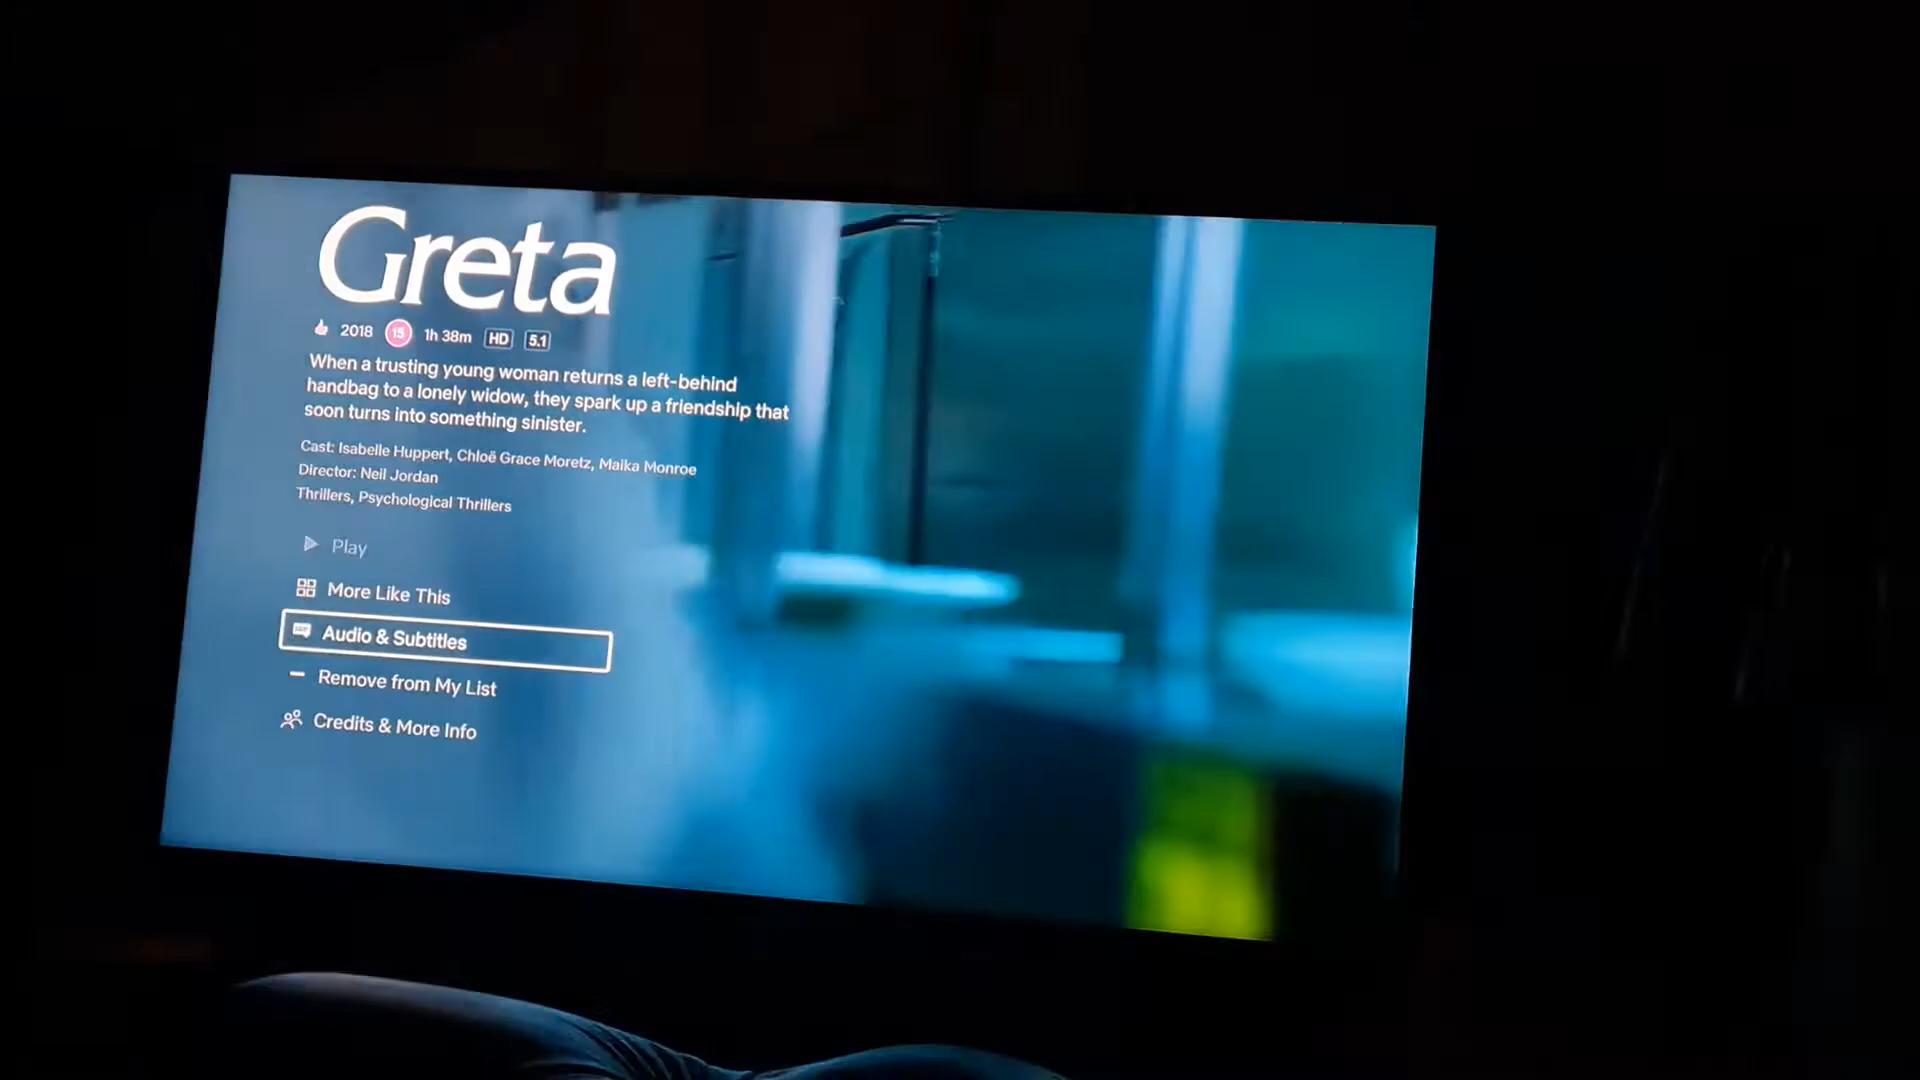 Greta
2018 15 1h 38m HD 5.1
When a trusting young woman returns a left-behind
handbag to a lonely widow, they spark up a friendship that
soon turns into something sinister.
Cast: Isabelle Huppert, Chloë Grace Moretz, Maika Monroe
Director: Neil Jordan
Thrillers, Psychological Thrillers
Play
More Like This
Audio & Subtitles
Remove from My List
Credits & More Info